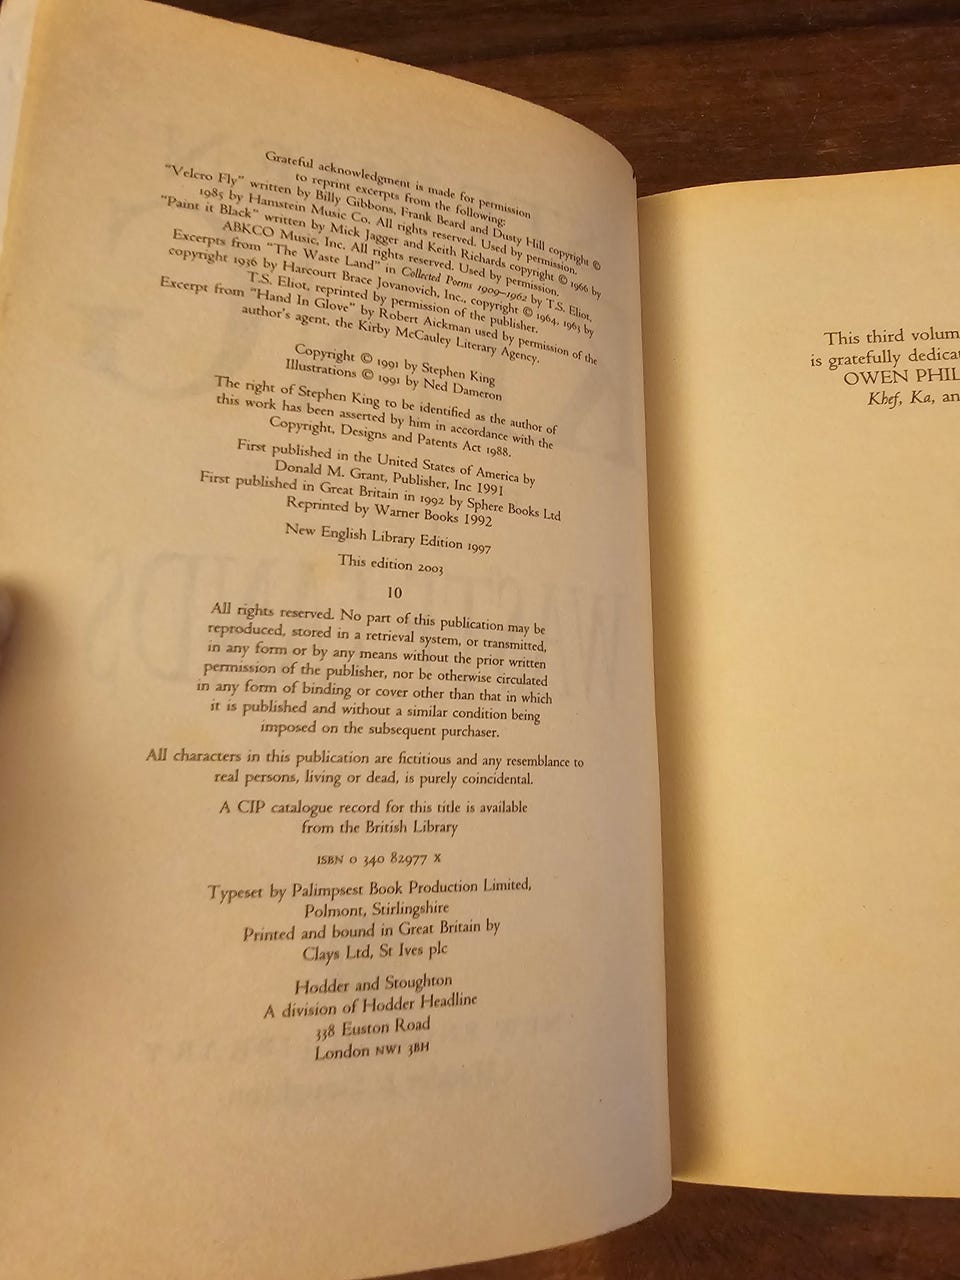 Grateful acknowledgment is made for permission
to reprint excerpts from the following:
"Velcro Fly" written by Billy Gibbons, Frank Beard and Dusty Hill copyright ©
1985 by Hamstein Music Co. All rights reserved. Used by permission.
"Paint it Black" written by Mick Jagger and Keith Richards copyright © 1966 by
ABKCO Music, Inc. All rights reserved. Used by permission.
Excerpts from "The Waste Land" in Collected Poems 1909–1962 by T.S. Eliot,
copyright 1936 by Harcourt Brace Jovanovich, Inc., copyright © 1964, 1963 by
T.S. Eliot, reprinted by permission of the publisher.
Excerpt from "Hand In Glove" by Robert Aickman used by permission of the
author's agent, the Kirby McCauley Literary Agency.
Copyright © 1991 by Stephen King
Illustrations © 1991 by Ned Dameron
The right of Stephen King to be identified as the author of
this work has been asserted by him in accordance with the
Copyright, Designs and Patents Act 1988.
First published in the United States of America by
Donald M. Grant, Publisher, Inc 1991
First published in Great Britain in 1992 by Sphere Books Ltd
Reprinted by Warner Books 1992
New English Library Edition 1997
This edition 2003
10
All rights reserved. No part of this publication may be
reproduced, stored in a retrieval system, or transmitted,
in any form or by any means without the prior written
permission of the publisher, nor be otherwise circulated
in any form of binding or cover other than that in which
it is published and without a similar condition being
imposed on the subsequent purchaser.
All characters in this publication are fictitious and any resemblance to
real persons, living or dead, is purely coincidental.
A CIP catalogue record for this title is available
from the British Library
ISBN 0 340 82977 X
Typeset by Palimpsest Book Production Limited,
Polmont, Stirlingshire
Printed and bound in Great Britain by
Clays Ltd, St Ives plc
Hodder and Stoughton
A division of Hodder Headline
338 Euston Road
London NW1 3BH
This third volum
is gratefully dedica
OWEN PHIL
Khef, Ka, an